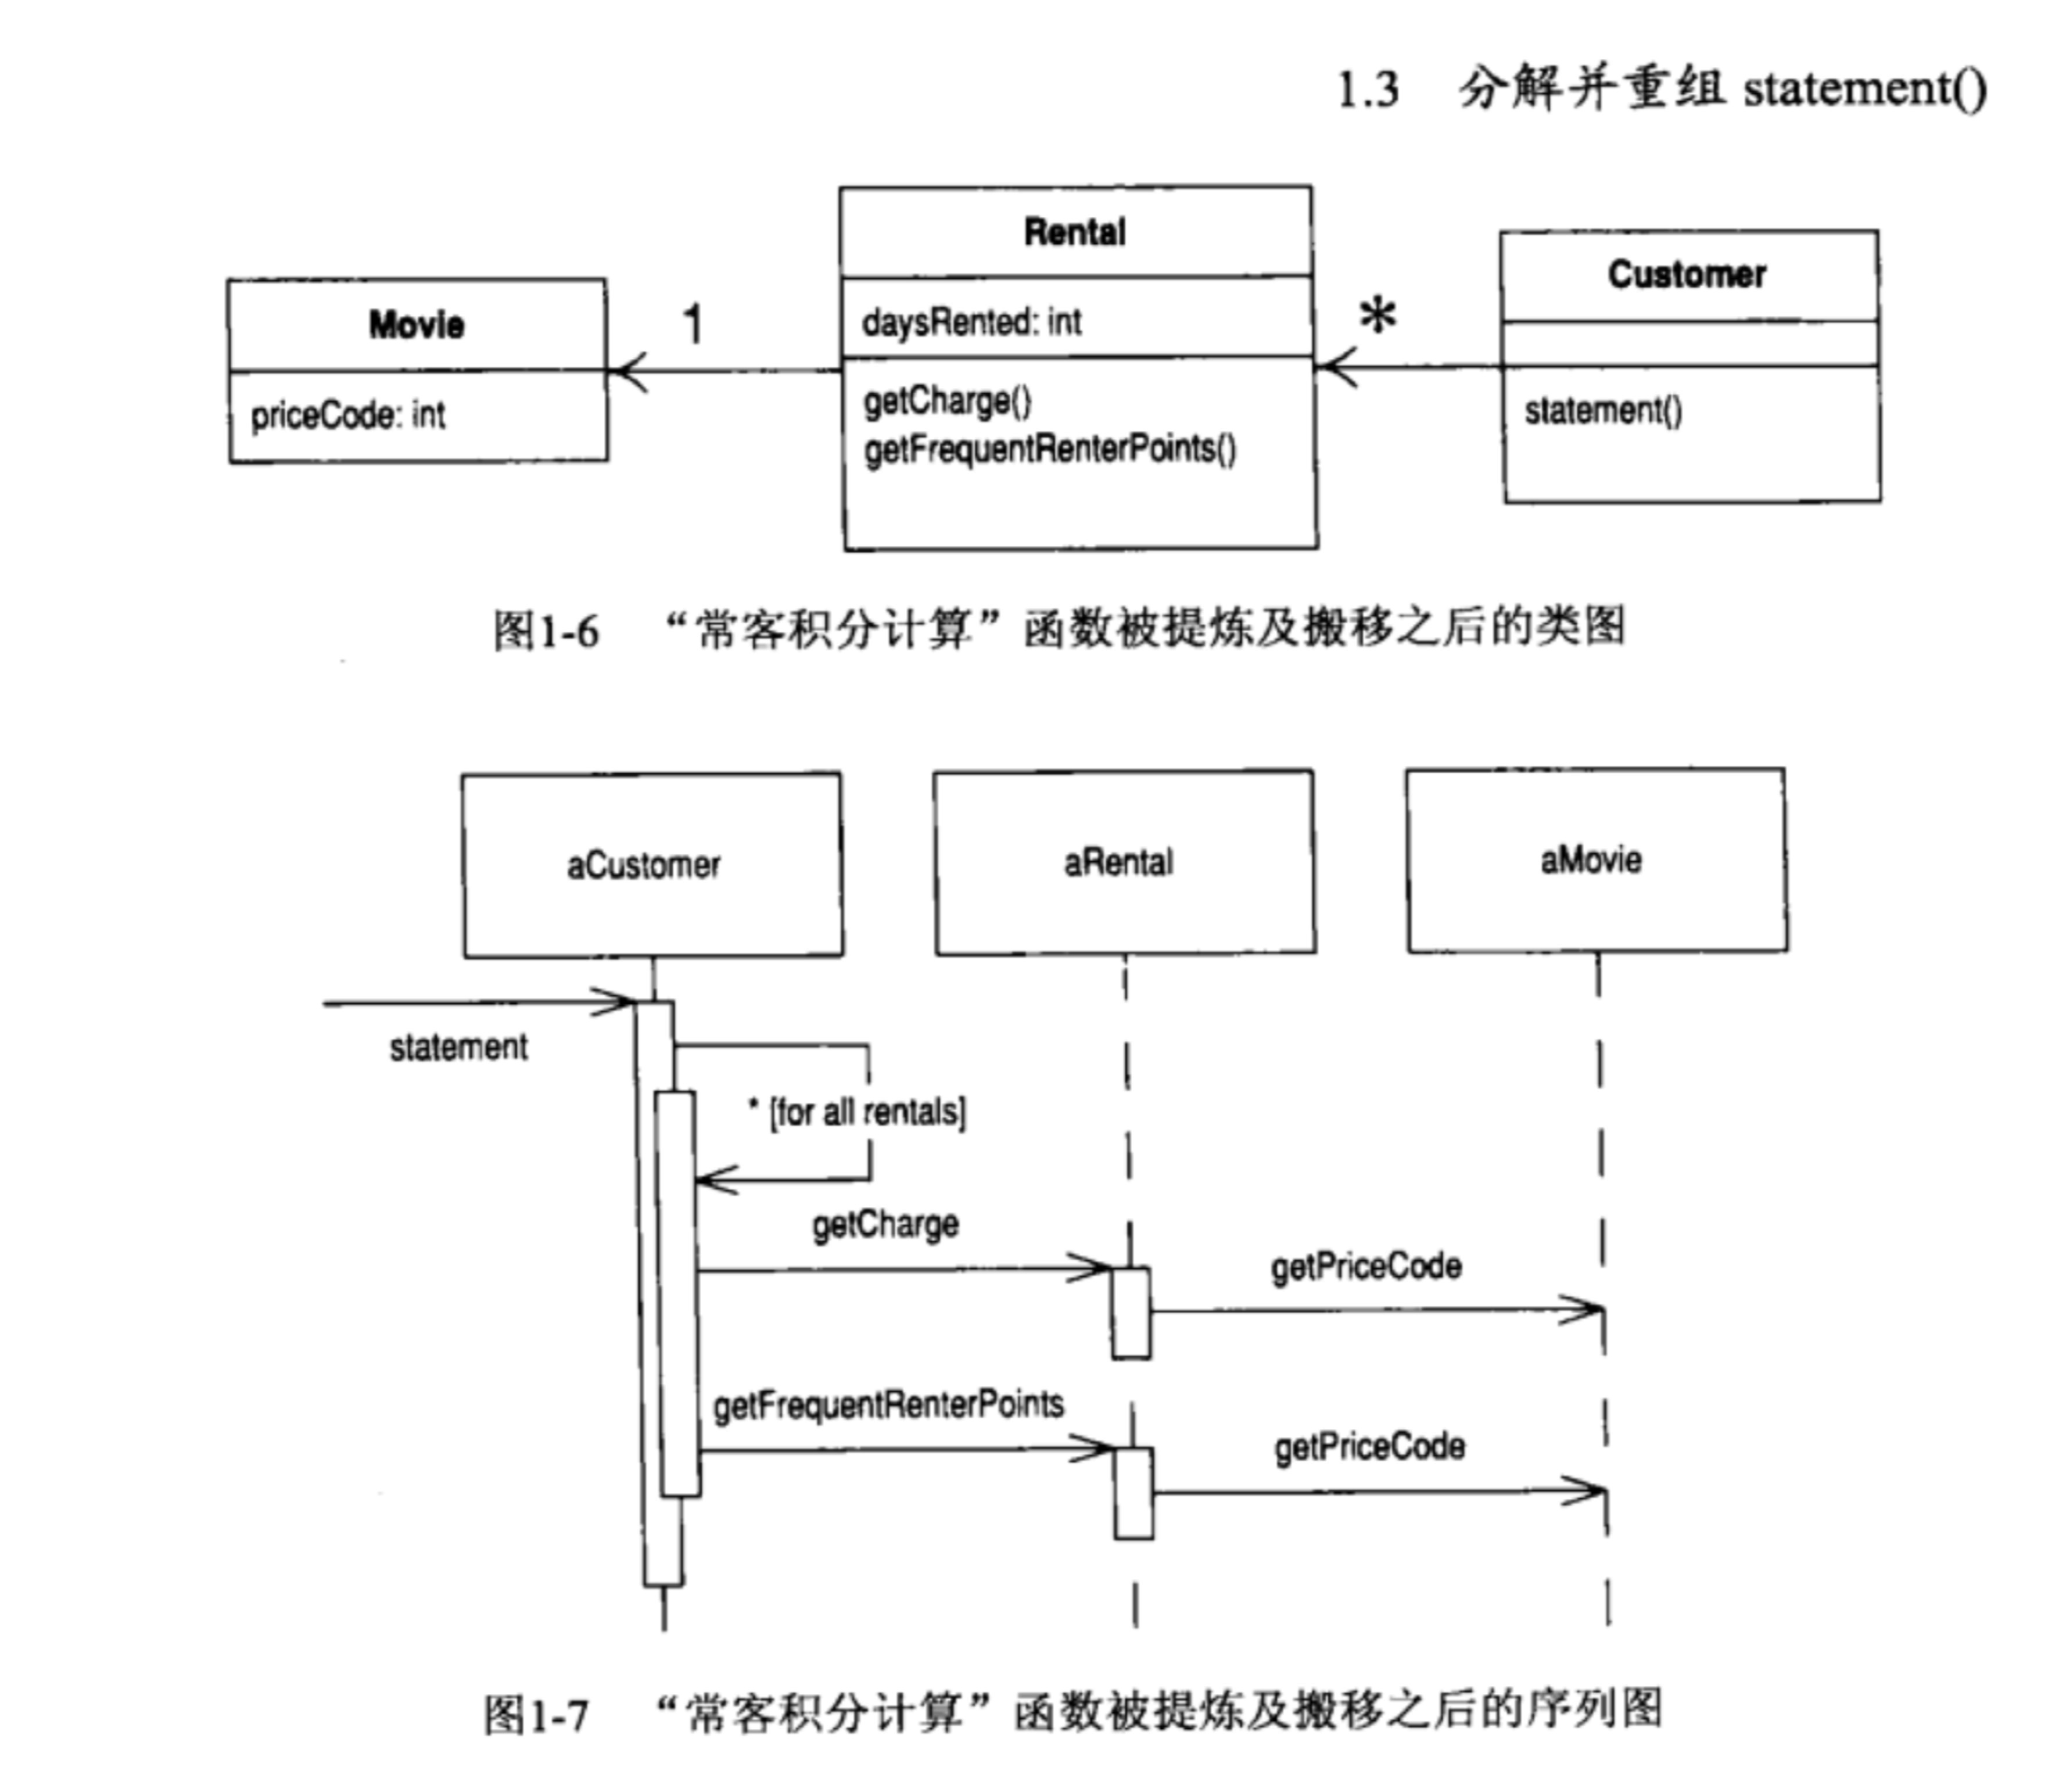 1.3 分解并重组 statement()
Rental
Customer
Movie
1
daysRented: int
*
priceCode: int
getCharge()
getFrequentRenterPoints()
statement()
图1-6 “常客积分计算”函数被提炼及搬移之后的类图
aCustomer
aRental
aMovie
statement
* [for all rentals]
getCharge
getPriceCode
getFrequentRenterPoints
getPriceCode
图1-7 “常客积分计算”函数被提炼及搬移之后的序列图